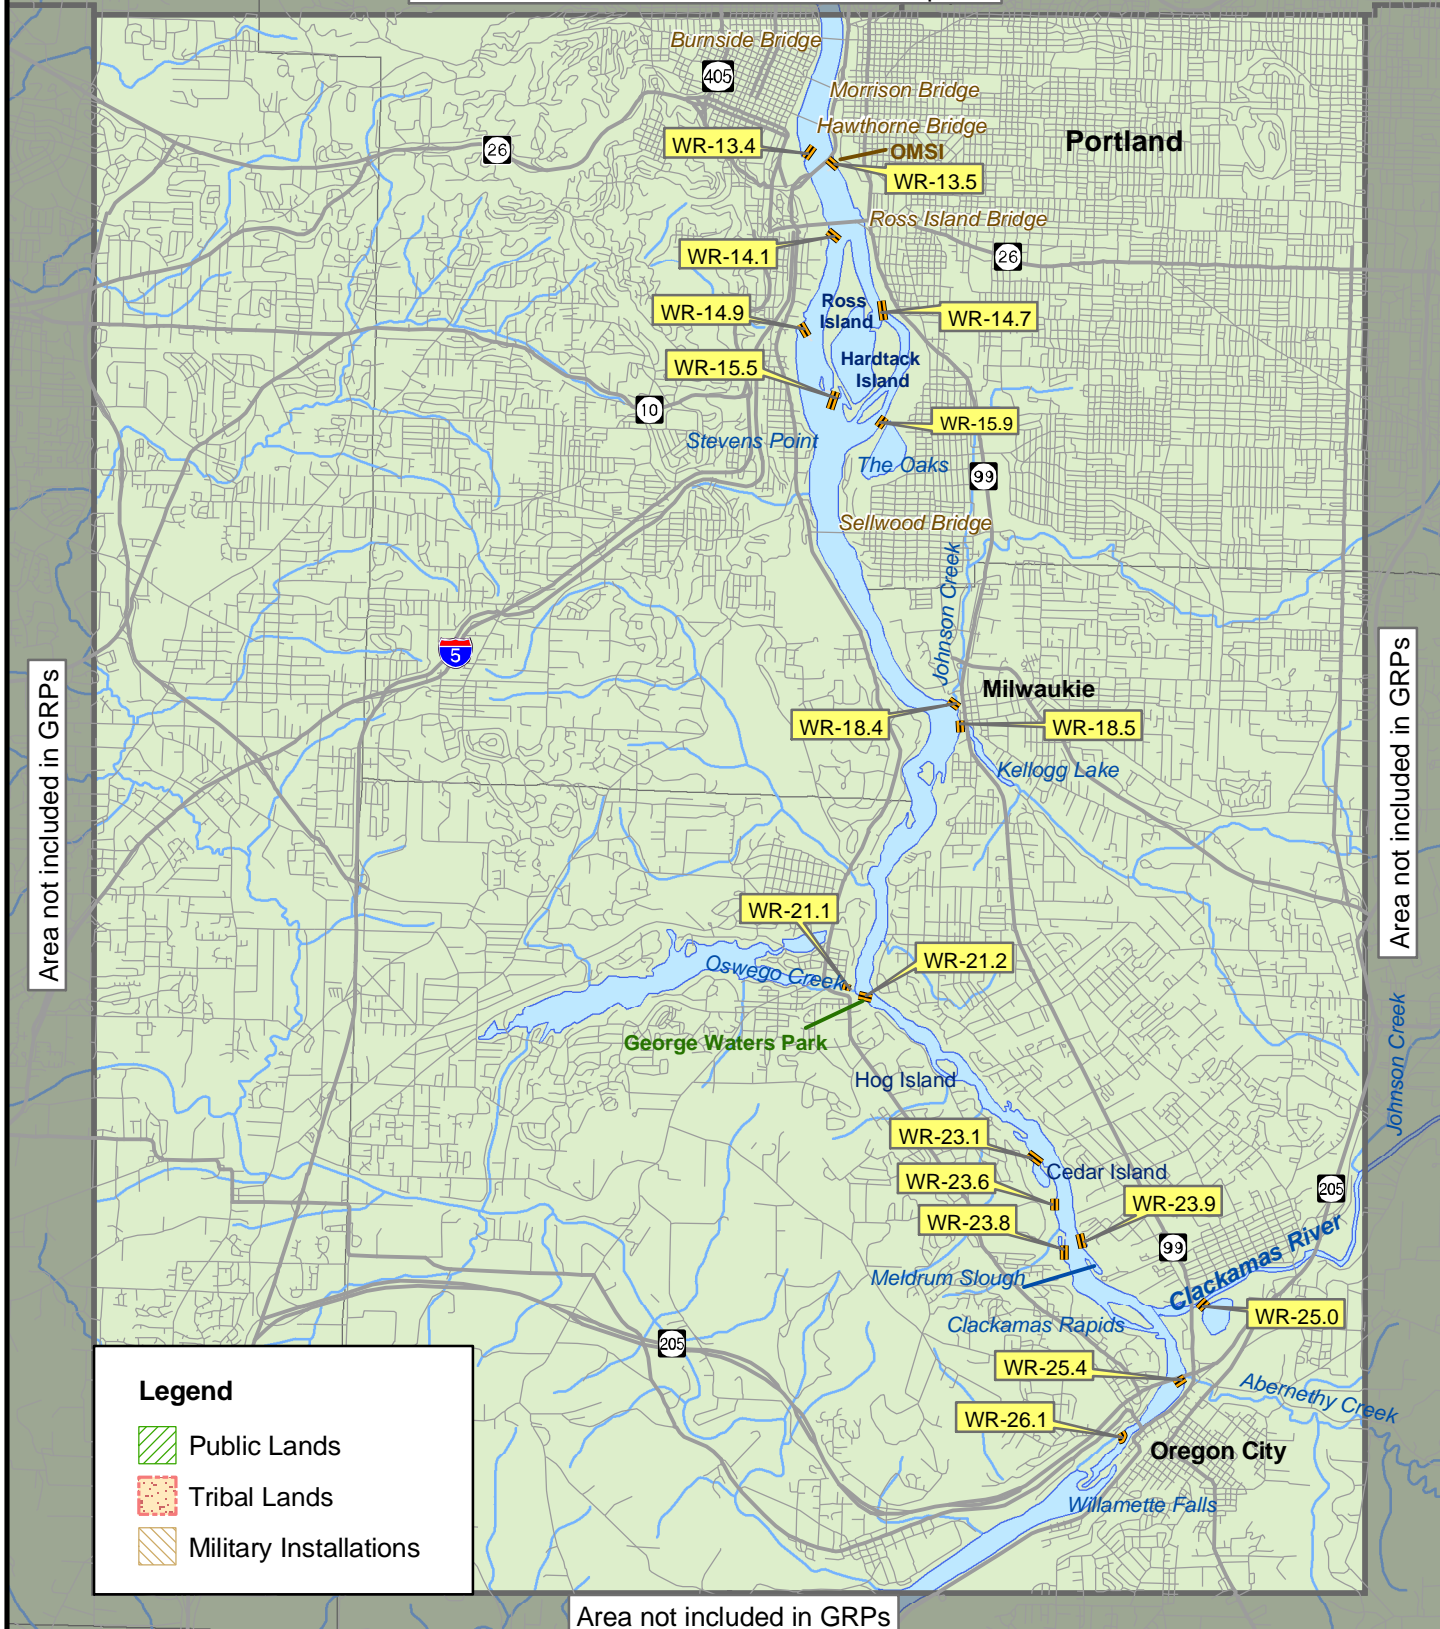 Burnside Bridge
405
Morrison Bridge
Hawthorne Bridge
Portland
WR-13.4
26
OMSI
WR-13.5
Ross Island Bridge
WR-14.1
26
Ross
Island
WR-14.9
WR-14.7
Hardtack
Island
WR-15.5
10
WR-15.9
Stevens Point
The Oaks
99
Sellwood Bridge
Johnson Creek
5
Milwaukie
WR-18.4
WR-18.5
Kellogg Lake
Area not included in GRPs
Area not included in GRPs
WR-21.1
WR-21.2
Oswego Creek
George Waters Park
Hog Island
Johnson Creek
WR-23.1
Cedar Island
WR-23.6
205
WR-23.9
WR-23.8
99
Clackamas River
Meldrum Slough
WR-25.0
Clackamas Rapids
205
WR-25.4
Abernethy Creek
WR-26.1
Oregon City
Willamette Falls
Legend
Public Lands
Tribal Lands
Military Installations
Area not included in GRPs